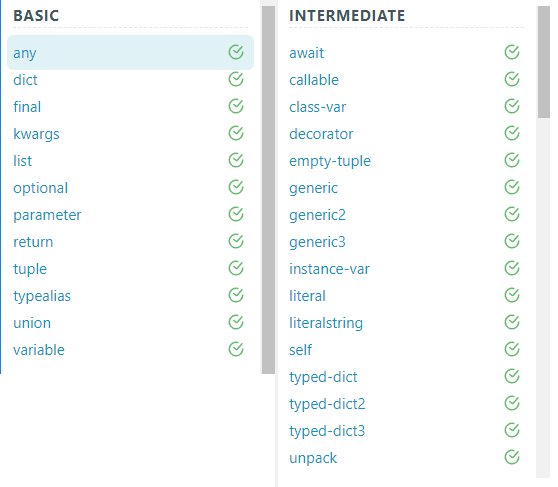 BASIC
any
dict
final
kwargs
list
optional
parameter
return
tuple
typealias
union
variable
INTERMEDIATE
await
callable
class-var
decorator
empty-tuple
generic
generic2
generic3
instance-var
literal
literalstring
self
typed-dict
typed-dict2
typed-dict3
unpack